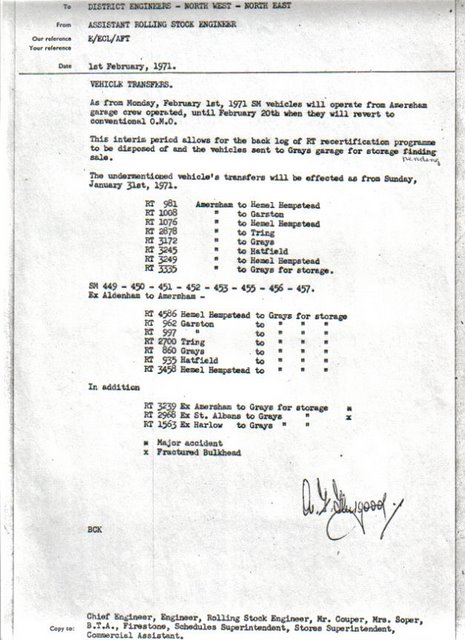 To DISTRICT ENGINEERS - NORTH WEST - NORTH EAST
From ASSISTANT ROLLING STOCK ENGINEER
Our reference E/ECL/AFT
Your reference
Date 1st February, 1971.
VEHICLE TRANSFERS.
As from Monday, February 1st, 1971 SM vehicles will operate from Amersham
garage crew operated, until February 20th when they will revert to
conventional O.M.O.
This interim period allows for the back log of RT recertification programme
to be disposed of and the vehicles sent to Grays garage for storage finding
pending
sale.
The undermentioned vehicle's transfers will be effected as from Sunday,
January 31st, 1971.
RT 981 Amersham to Hemel Hempstead
RT 1008 " to Garston
RT 1076 " to Hemel Hempstead
RT 2878 " to Tring
RT 3172 " to Grays
RT 3245 " to Hatfield
RT 3249 " to Hemel Hempstead
RT 3335 " to Grays for storage.
SM 449 - 450 - 451 - 452 - 453 - 455 - 456 - 457.
Ex Aldenham to Amersham -
RT 4586 Hemel Hempstead to Grays for storage
RT 962 Garston to " " "
RT 997 " to " " "
RT 2700 Tring to " " "
RT 860 Grays to " " "
RT 935 Hatfield to " " "
RT 3458 Hemel Hempstead to " " "
In addition
RT 3239 Ex Amersham to Grays for storage *
RT 2968 Ex St. Albans to Grays " x
RT 1563 Ex Harlow to Grays " "
* Major accident
x Fractured Bulkhead
BCK
Copy to: Chief Engineer, Engineer, Rolling Stock Engineer, Mr. Couper, Mrs. Soper,
B.T.A., Firestone, Schedules Superintendent, Stores Superintendent,
Commercial Assistant.